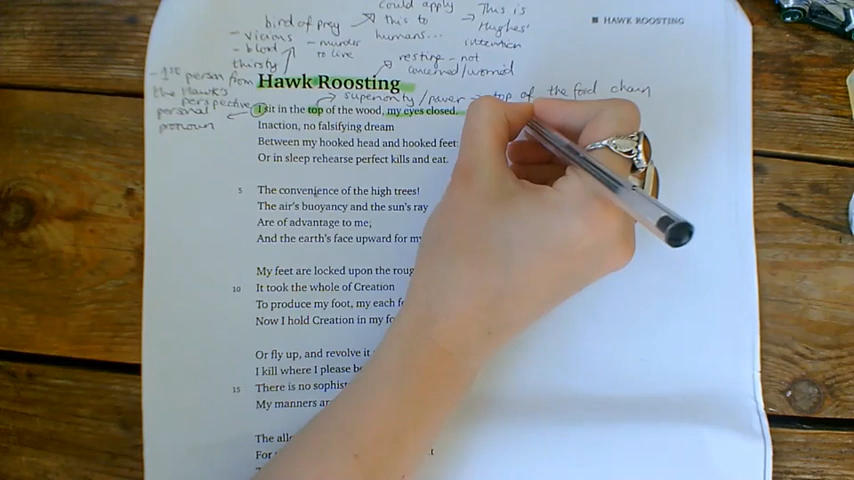 could apply
this to
humans...
This is
Hughes'
intention
■ HAWK ROOSTING
bird of prey
- vicious
- blood
thirsty
- murder
to live
resting - not
concerned/worried
- 1st person from
the Hawk's
perspective
personal
pronoun
Hawk Roosting
superiority/power - top of the food chain
I sit in the top of the wood, my eyes closed.
Inaction, no falsifying dream
Between my hooked head and hooked feet:
Or in sleep rehearse perfect kills and eat.
5 The convenience of the high trees!
The air's buoyancy and the sun's ray
Are of advantage to me;
And the earth's face upward for
My feet are locked upon the
10 It took the whole of Creation
To produce my foot, my each
Now I hold Creation in my
Or fly up, and revolve it
I kill where I please
15 There is no
My manners
The
For